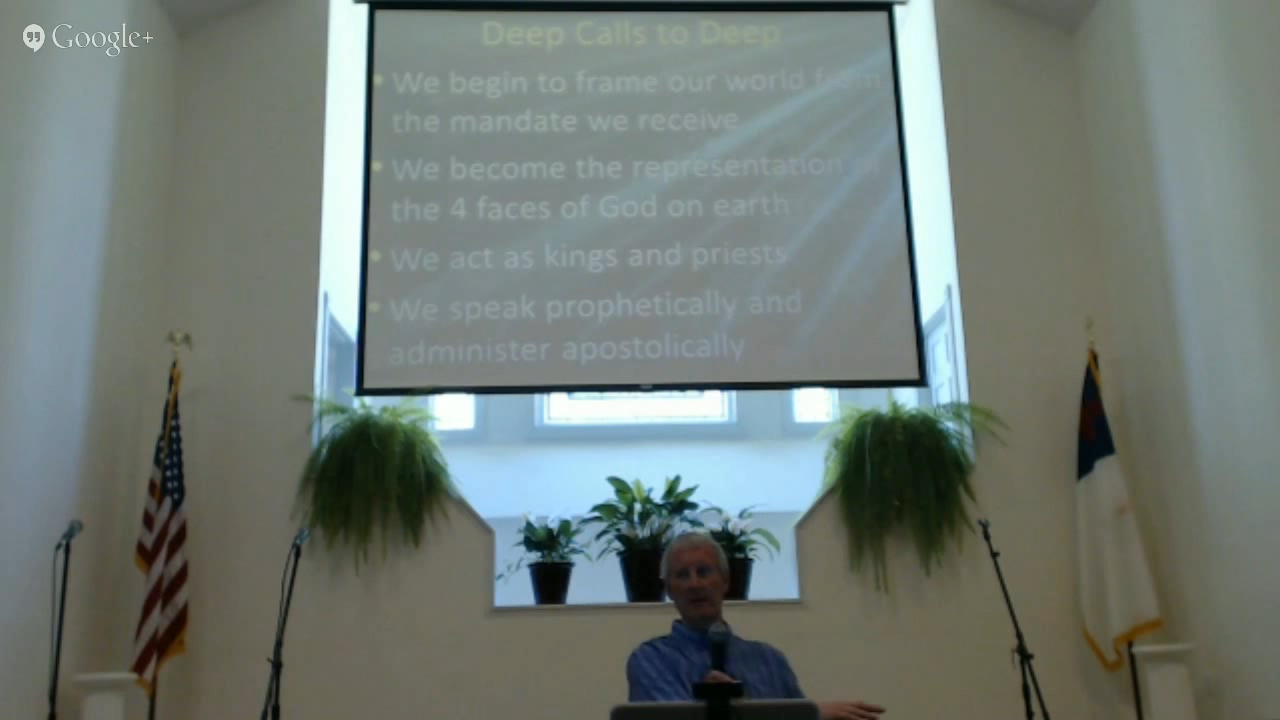 Google+
Deep Calls to Deep
• We begin to frame our world from
the mandate we receive
• We become the representation
the 4 faces of God on earth
• We act as kings and priests
• We speak prophetically and
administer apostolically